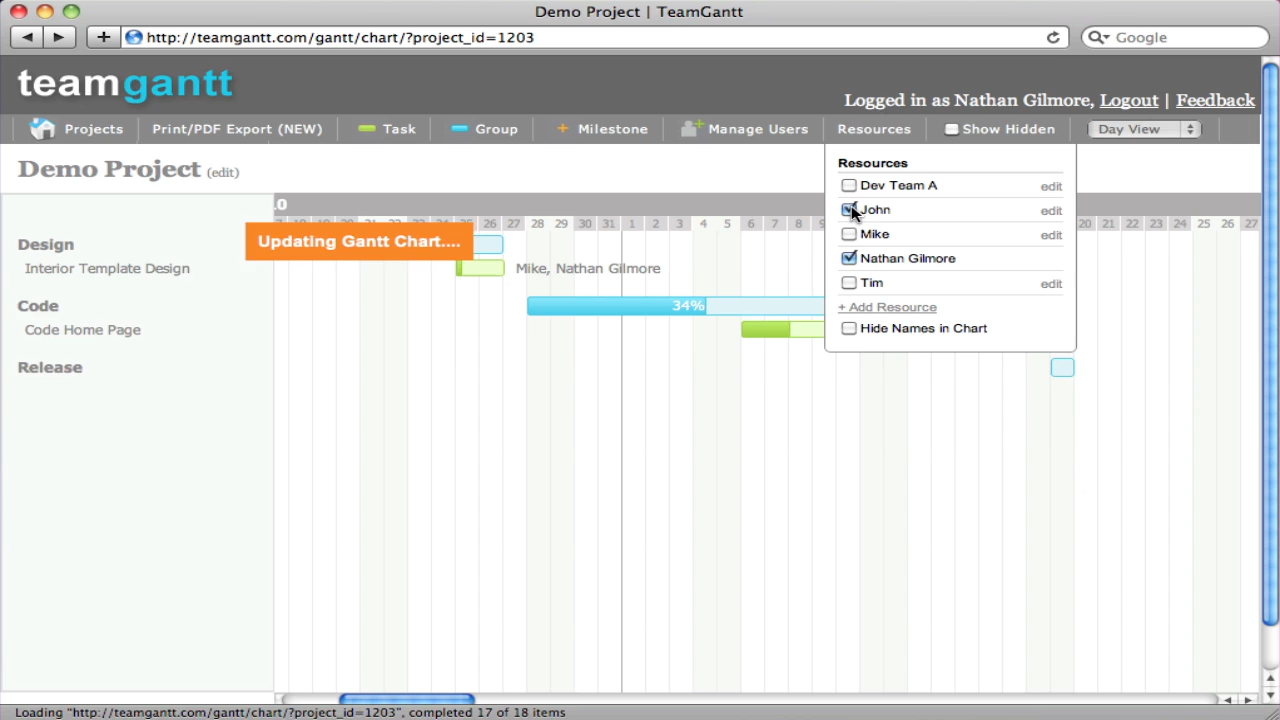 Demo Project | TeamGantt
http://teamgantt.com/gantt/chart/?project_id=1203
Google
teamgantt
Logged in as Nathan Gilmore, Logout | Feedback
Projects Print/PDF Export (NEW) Task Group Milestone Manage Users Resources Show Hidden Day View
Demo Project (edit)
Resources
Dev Team A edit
John edit
Mike edit
Nathan Gilmore
Tim edit
+ Add Resource
Hide Names in Chart
25 26 27 28 29 30 31 1 2 3 4 5 6 7 8 20 21 22 23 24 25 26 27
Updating Gantt Chart....
Design
Interior Template Design Mike, Nathan Gilmore
Code 34%
Code Home Page
Release
Loading "http://teamgantt.com/gantt/chart/?project_id=1203", completed 17 of 18 items